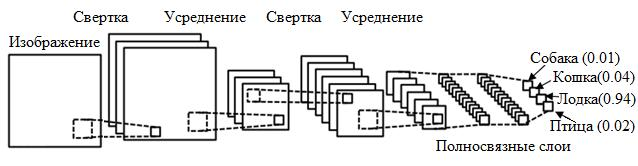 Свертка
Усреднение
Свертка
Усреднение
Изображение
Собака (0.01)
Кошка(0.04)
Лодка(0.94)
Птица (0.02)
Полносвязные слои